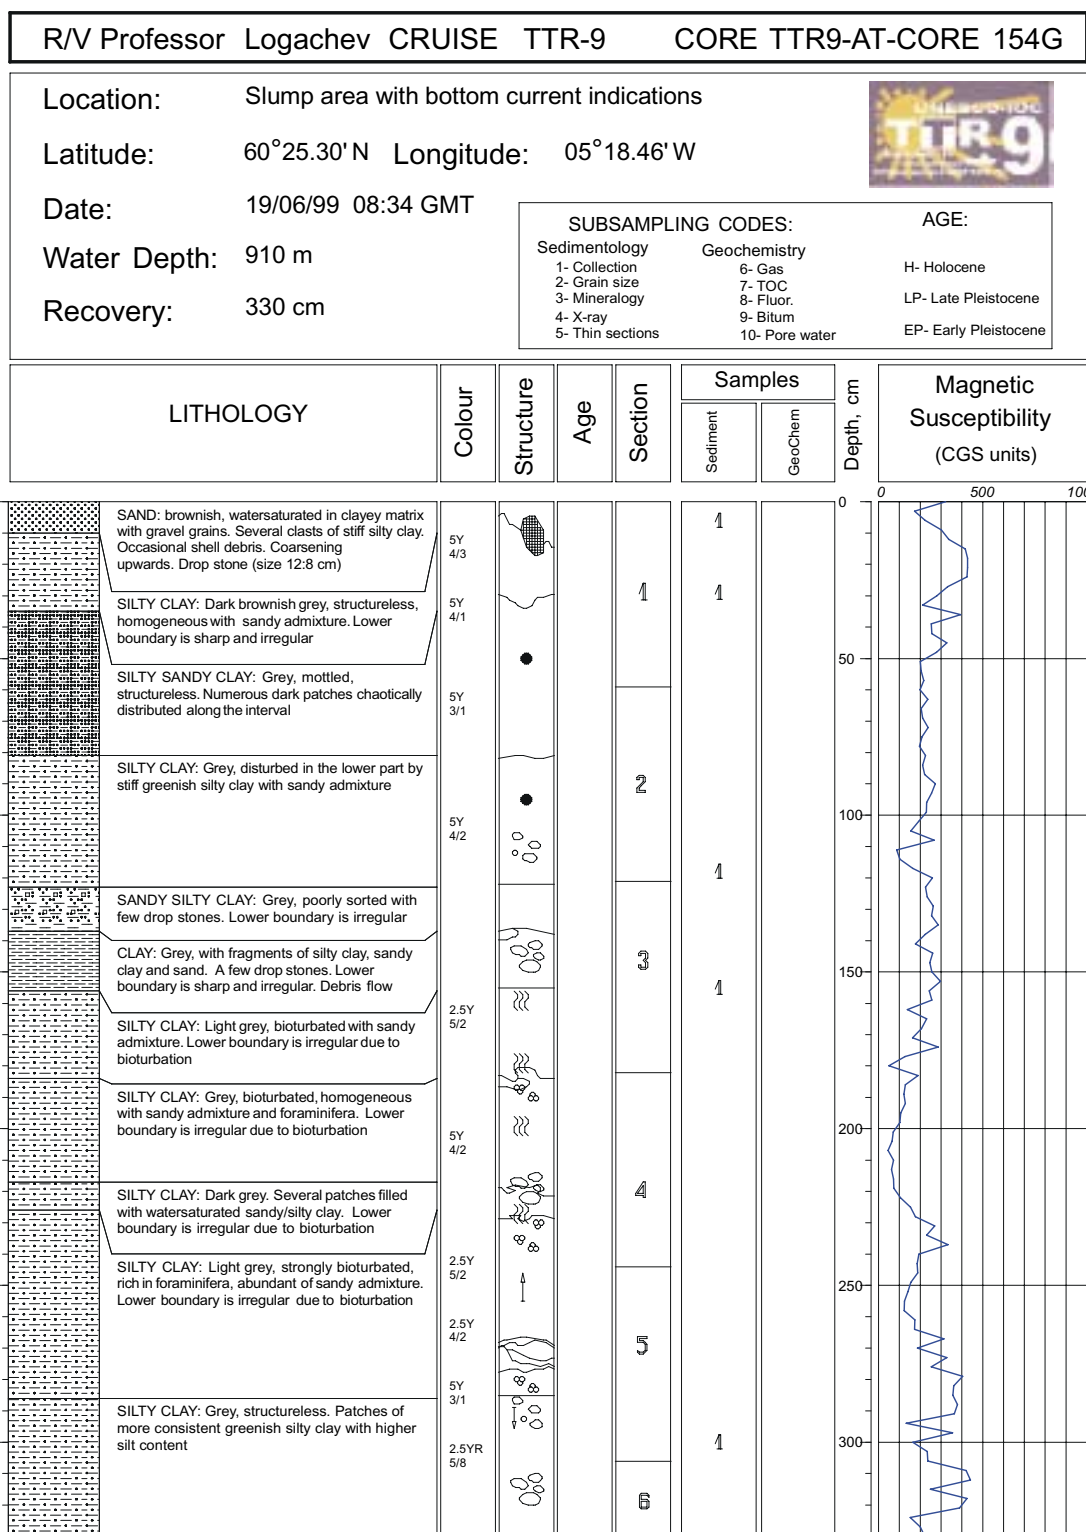 R/V Professor Logachev CRUISE TTR-9 CORE TTR9-AT-CORE 154G
Location: Slump area with bottom current indications
Latitude: 60°25.30' N Longitude: 05°18.46' W
Date: 19/06/99 08:34 GMT
Water Depth: 910 m
Recovery: 330 cm
UNESCO-IOC
TTR 9
SUBSAMPLING CODES: AGE:
Sedimentology Geochemistry
1- Collection 6- Gas H- Holocene
2- Grain size 7- TOC
3- Mineralogy 8- Fluor. LP- Late Pleistocene
4- X-ray 9- Bitum
5- Thin sections 10- Pore water EP- Early Pleistocene
LITHOLOGY
Colour
Structure
Age
Section
Samples
Sediment
GeoChem
Depth, cm
Magnetic
Susceptibility
(CGS units)
0 500 100
0
SAND: brownish, watersaturated in clayey matrix
with gravel grains. Several clasts of stiff silty clay.
Occasional shell debris. Coarsening
upwards. Drop stone (size 12:8 cm)
5Y
4/3
1
1
1
SILTY CLAY: Dark brownish grey, structureless,
homogeneous with sandy admixture. Lower
boundary is sharp and irregular
5Y
4/1
50
SILTY SANDY CLAY: Grey, mottled,
structureless. Numerous dark patches chaotically
distributed along the interval
5Y
3/1
SILTY CLAY: Grey, disturbed in the lower part by
stiff greenish silty clay with sandy admixture
2
100
5Y
4/2
1
SANDY SILTY CLAY: Grey, poorly sorted with
few drop stones. Lower boundary is irregular
CLAY: Grey, with fragments of silty clay, sandy
clay and sand. A few drop stones. Lower
boundary is sharp and irregular. Debris flow
3
150
1
2.5Y
5/2
SILTY CLAY: Light grey, bioturbated with sandy
admixture. Lower boundary is irregular due to
bioturbation
SILTY CLAY: Grey, bioturbated, homogeneous
with sandy admixture and foraminifera. Lower
boundary is irregular due to bioturbation
200
5Y
4/2
4
SILTY CLAY: Dark grey. Several patches filled
with watersaturated sandy/silty clay. Lower
boundary is irregular due to bioturbation
2.5Y
5/2
SILTY CLAY: Light grey, strongly bioturbated,
rich in foraminifera, abundant of sandy admixture.
Lower boundary is irregular due to bioturbation
250
2.5Y
4/2
5
5Y
3/1
SILTY CLAY: Grey, structureless. Patches of
more consistent greenish silty clay with higher
silt content
2.5YR
5/8
1
300
6